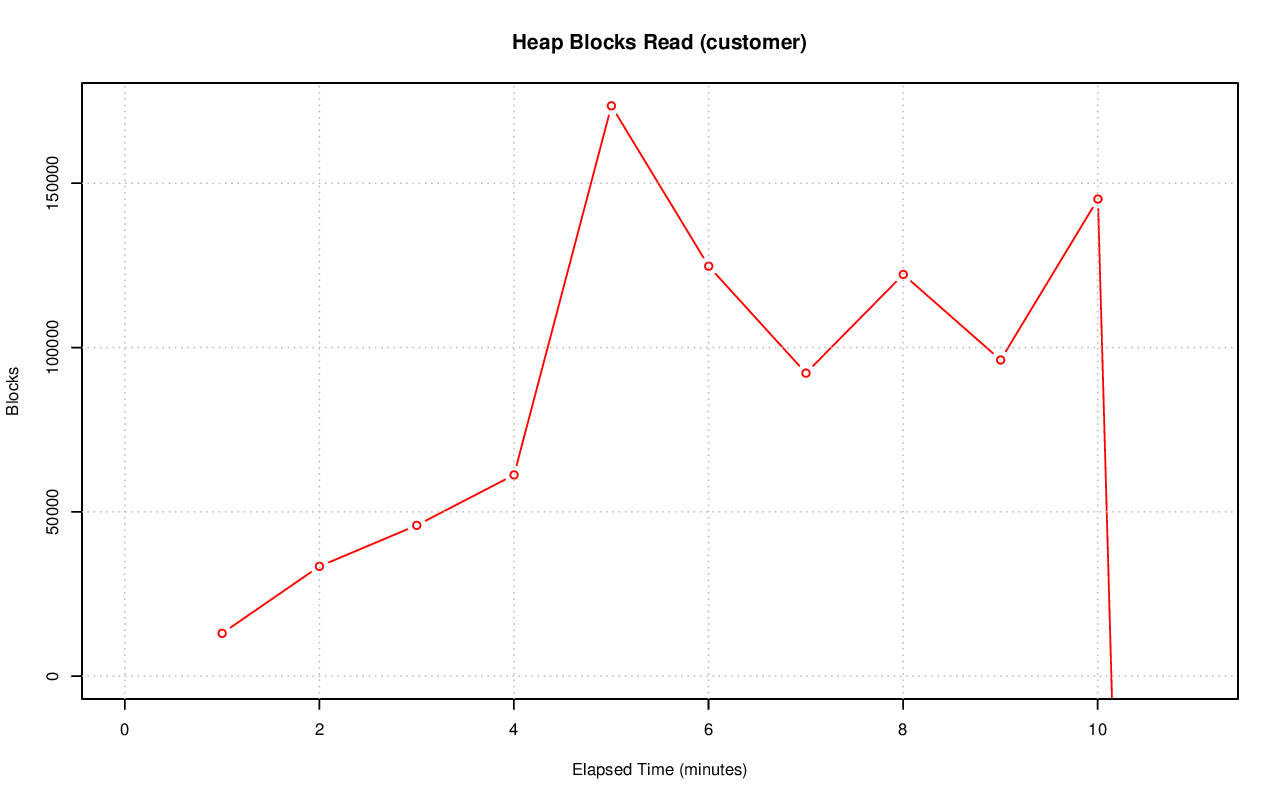 Heap Blocks Read (customer)
150000
100000
50000
0
Blocks
0 2 4 6 8 10
Elapsed Time (minutes)